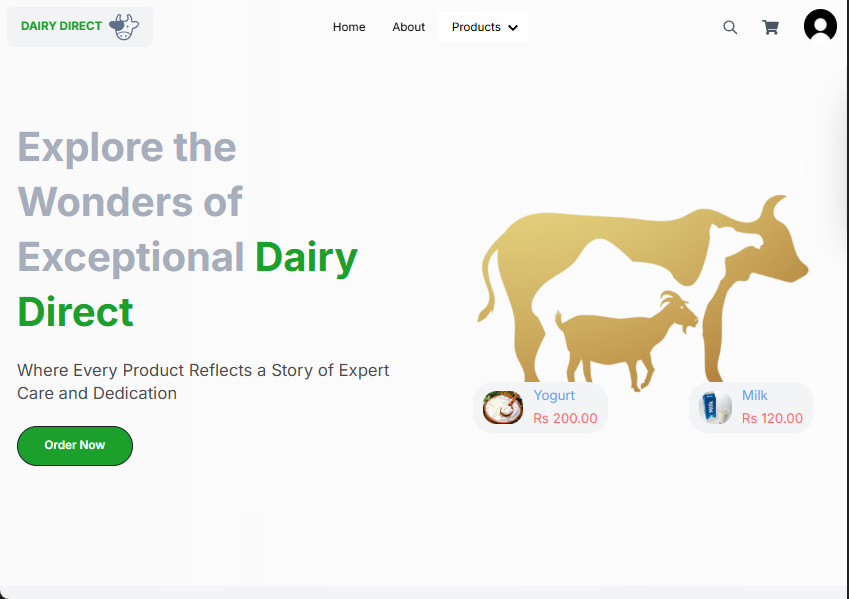 DAIRY DIRECT
Home
About
Products
Explore the
Wonders of
Exceptional Dairy
Direct
Where Every Product Reflects a Story of Expert
Care and Dedication
Order Now
Yogurt
Rs 200.00
Milk
Rs 120.00